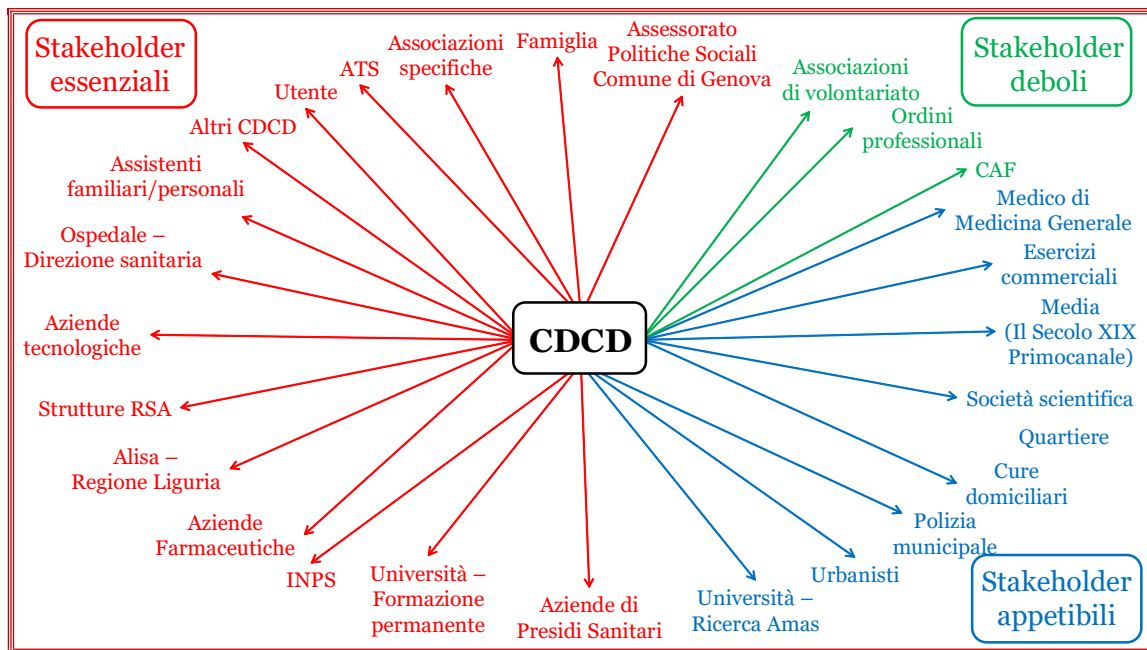 Stakeholder
essenziali
Associazioni
specifiche
Famiglia
Assessorato
Politiche Sociali
Comune di Genova
Stakeholder
deboli
ATS
Utente
Altri CDCD
Assistenti
familiari/personali
Ospedale –
Direzione sanitaria
Aziende
tecnologiche
Strutture RSA
Alisa –
Regione Liguria
Aziende
Farmaceutiche
INPS
Università –
Formazione
permanente
Aziende di
Presidi Sanitari
CDCD
Associazioni
di volontariato
Ordini
professionali
CAF
Medico di
Medicina Generale
Esercizi
commerciali
Media
(Il Secolo XIX
Primocanale)
Società scientifica
Quartiere
Cure
domiciliari
Polizia
municipale
Urbanisti
Università –
Ricerca Amas
Stakeholder
appetibili